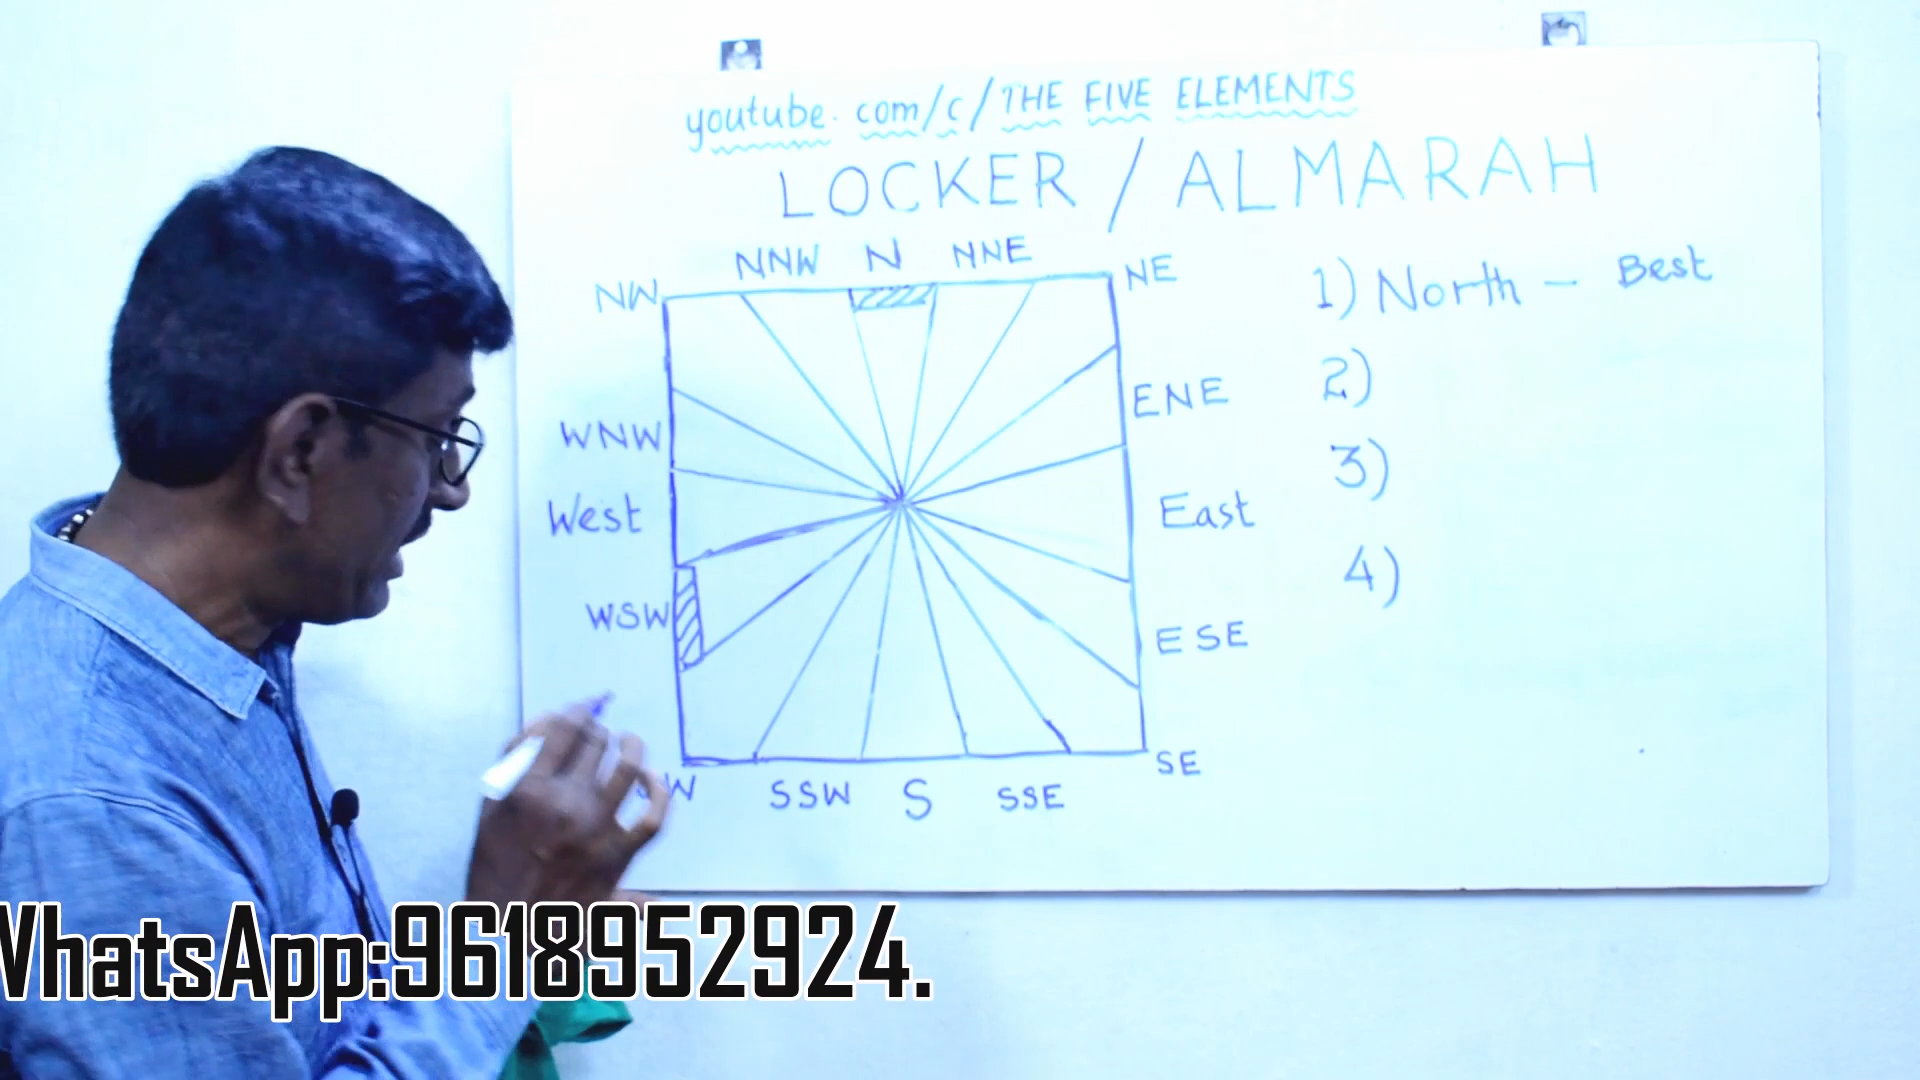 youtube.com/c/THE FIVE ELEMENTS
LOCKER / ALMARAH
NW NNW N NNE NE
1) North - Best
2)
ENE
WNW
3)
West
East
4)
WSW
ESE
SE
W SSW S SSE
WhatsApp:9618952924.